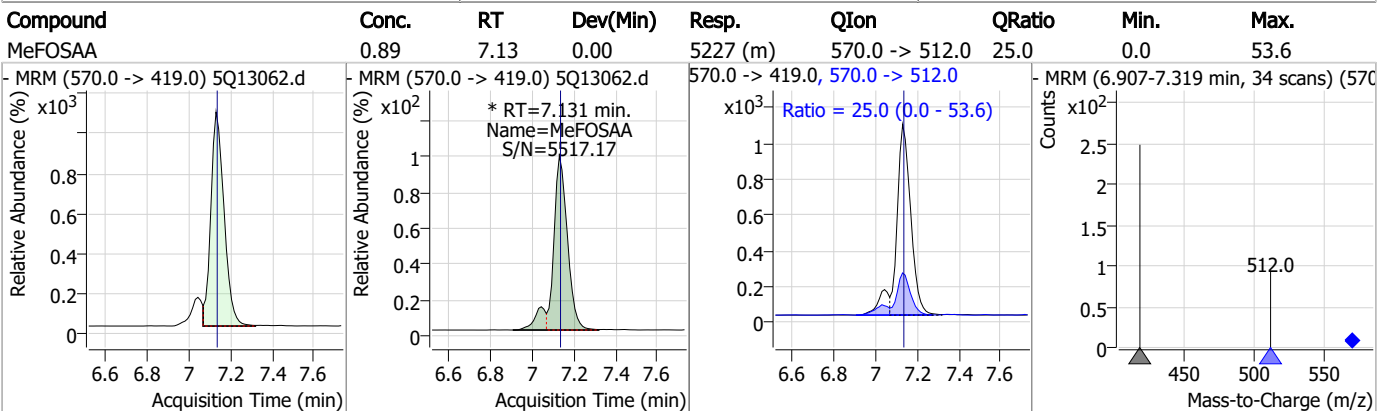 Compound Conc. RT Dev(Min) Resp. QIon QRatio Min. Max.
MeFOSAA 0.89 7.13 0.00 5227 (m) 570.0 -> 512.0 25.0 0.0 53.6
- MRM (570.0 -> 419.0) 5Q13062.d
Relative Abundance (%)
x10³
0.8
0.6
0.4
0.2
0
6.6 6.8 7 7.2 7.4 7.6
Acquisition Time (min)
- MRM (570.0 -> 419.0) 5Q13062.d
Relative Abundance (%)
x10²
* RT=7.131 min.
Name=MeFOSAA
S/N=5517.17
1
0.8
0.6
0.4
0.2
0
6.6 6.8 7 7.2 7.4 7.6
Acquisition Time (min)
570.0 -> 419.0, 570.0 -> 512.0
x10³
Ratio = 25.0 (0.0 - 53.6)
1
0.8
0.6
0.4
0.2
0
6.6 6.8 7 7.2 7.4 7.6
Acquisition Time (min)
- MRM (6.907-7.319 min, 34 scans) (570
Counts
x10²
2.5
2
1.5
1
0.5
0
512.0
450 500 550
Mass-to-Charge (m/z)